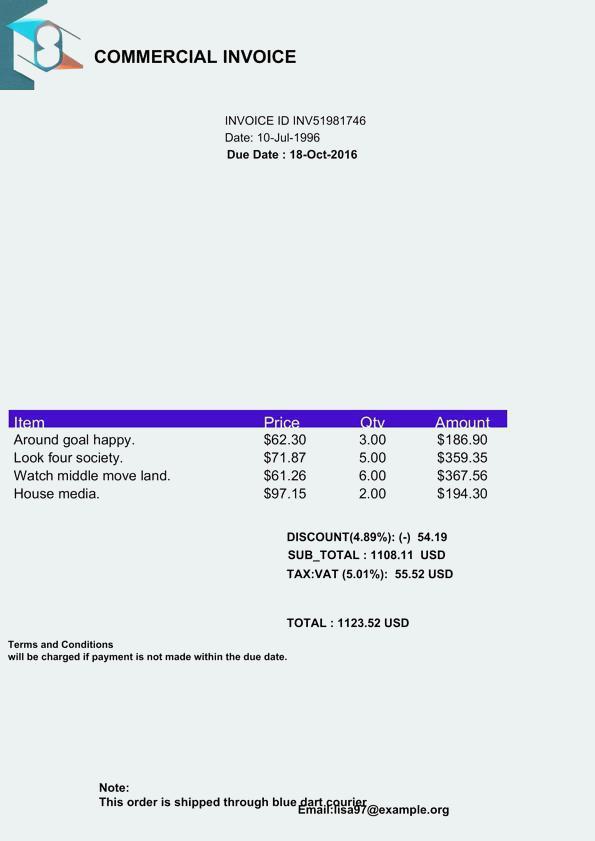 COMMERCIAL INVOICE
INVOICE ID INV51981746
Date: 10-Jul-1996
Due Date : 18-Oct-2016
Item Price Qty Amount
Around goal happy. $62.30 3.00 $186.90
Look four society. $71.87 5.00 $359.35
Watch middle move land. $61.26 6.00 $367.56
House media. $97.15 2.00 $194.30
DISCOUNT(4.89%): (-) 54.19
SUB_TOTAL : 1108.11 USD
TAX:VAT (5.01%): 55.52 USD
TOTAL : 1123.52 USD
Terms and Conditions
will be charged if payment is not made within the due date.
Note:
This order is shipped through blue dart courier
Email:lisa97@example.org